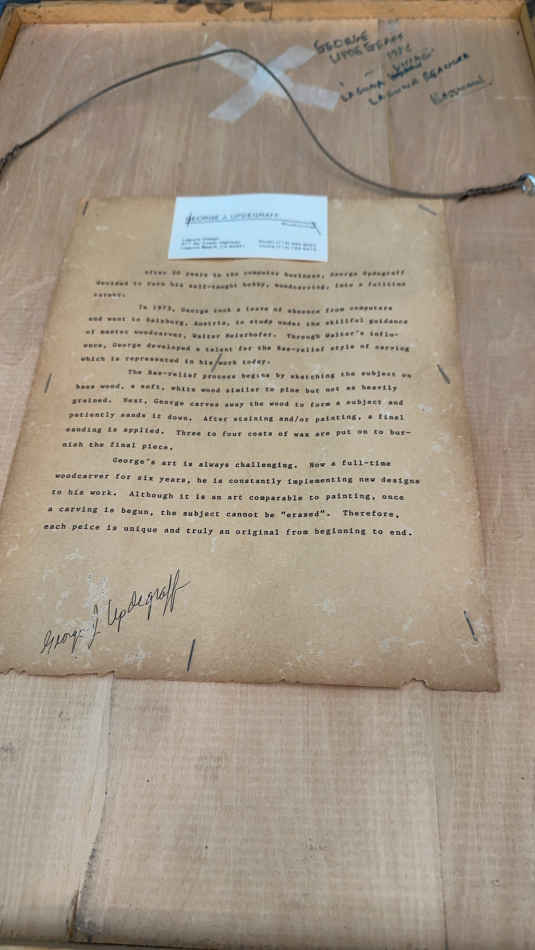 GEORGE
UPDEGRAFF
LAGUNA
LAGUNA BEACH
GEORGE J. UPDEGRAFF
Laguna Village
Laguna Beach, CA
After 20 years in the computer business, George Updegraff
decided to turn his self-taught hobby, woodcarving, into a fulltime
career.
In 1973, George took a leave of absence from computers
and went to Salzburg, Austria, to study under the skillful guidance
of master woodcarver, Walter Meierhofer. Through Walter's influ-
ence, George developed a talent for the Bas-relief style of carving
which is represented in his work today.
The Bas-relief process begins by sketching the subject on
bass wood, a soft, white wood similar to pine but not as heavily
grained. Next, George carves away the wood to form a subject and
patiently sands it down. After staining and/or painting, a final
sanding is applied. Three to four coats of wax are put on to bur-
nish the final piece.
George's art is always challenging. Now a full-time
woodcarver for six years, he is constantly implementing new designs
to his work. Although it is an art comparable to painting, once
a carving is begun, the subject cannot be "erased". Therefore,
each peice is unique and truly an original from beginning to end.
George J. Updegraff